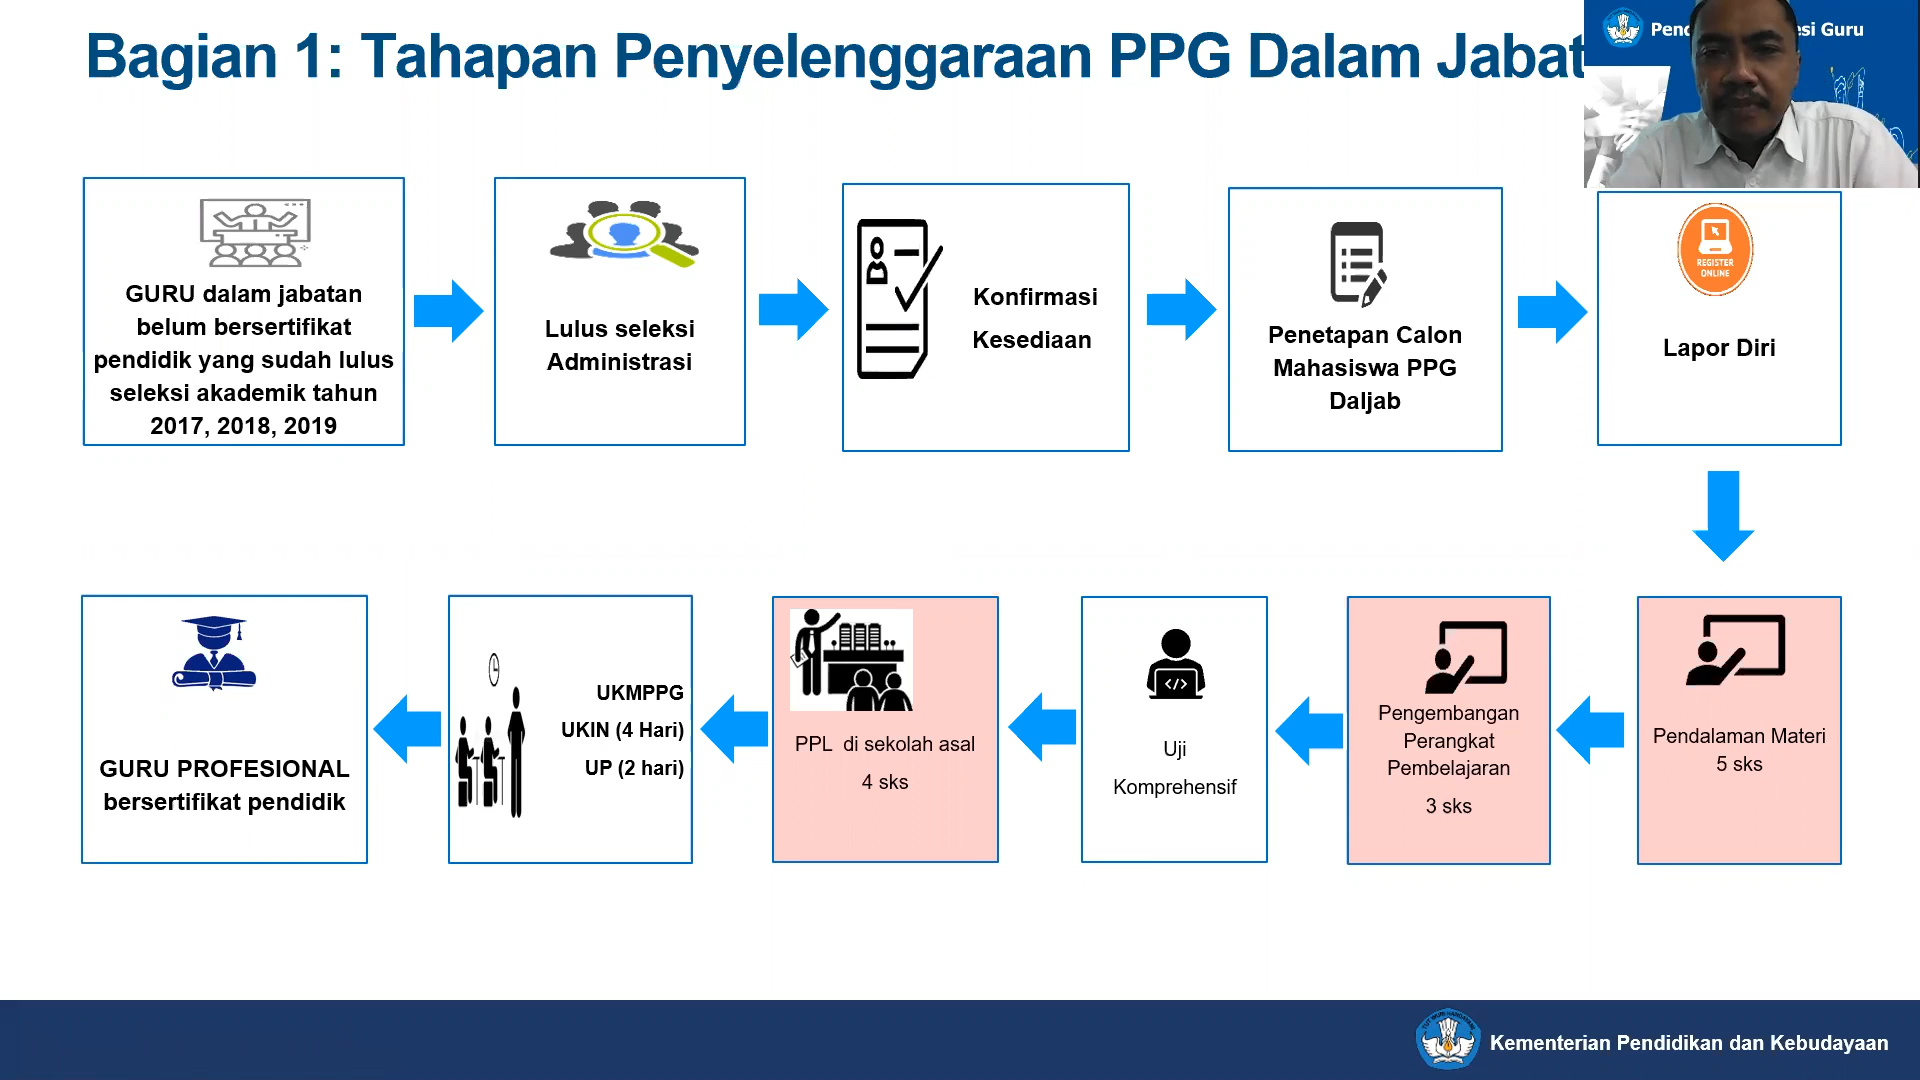 Bagian 1: Tahapan Penyelenggaraan PPG Dalam
Guru
GURU dalam jabatan
belum bersertifikat
pendidik yang sudah lulus
seleksi akademik tahun
2017, 2018, 2019
Lulus seleksi
Administrasi
Konfirmasi
Kesediaan
Penetapan Calon
Mahasiswa PPG
Daljab
REGISTER
ONLINE
Lapor Diri
Pendalaman Materi
5 sks
Pengembangan
Perangkat
Pembelajaran
3 sks
Uji
Komprehensif
PPL di sekolah asal
4 sks
UKMPPG
UKIN (4 Hari)
UP (2 hari)
GURU PROFESIONAL
bersertifikat pendidik
Kementerian Pendidikan dan Kebudayaan